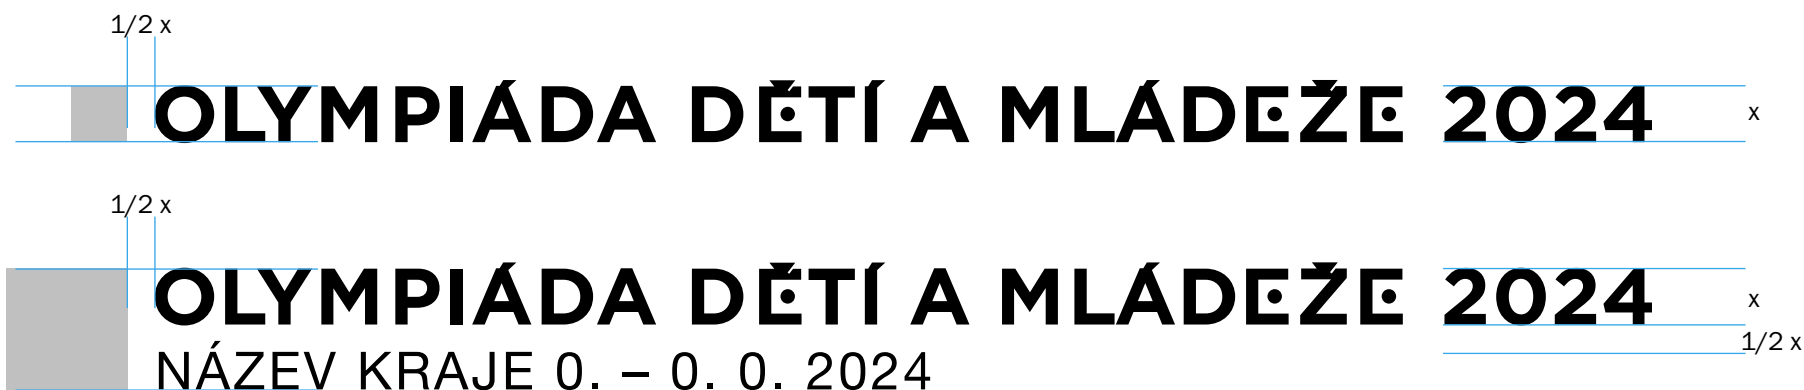 1/2 x
OLYMPIÁDA DĚTÍ A MLÁDEŽE 2024
x
1/2 x
OLYMPIÁDA DĚTÍ A MLÁDEŽE 2024
x
1/2 x
NÁZEV KRAJE 0. – 0. 0. 2024